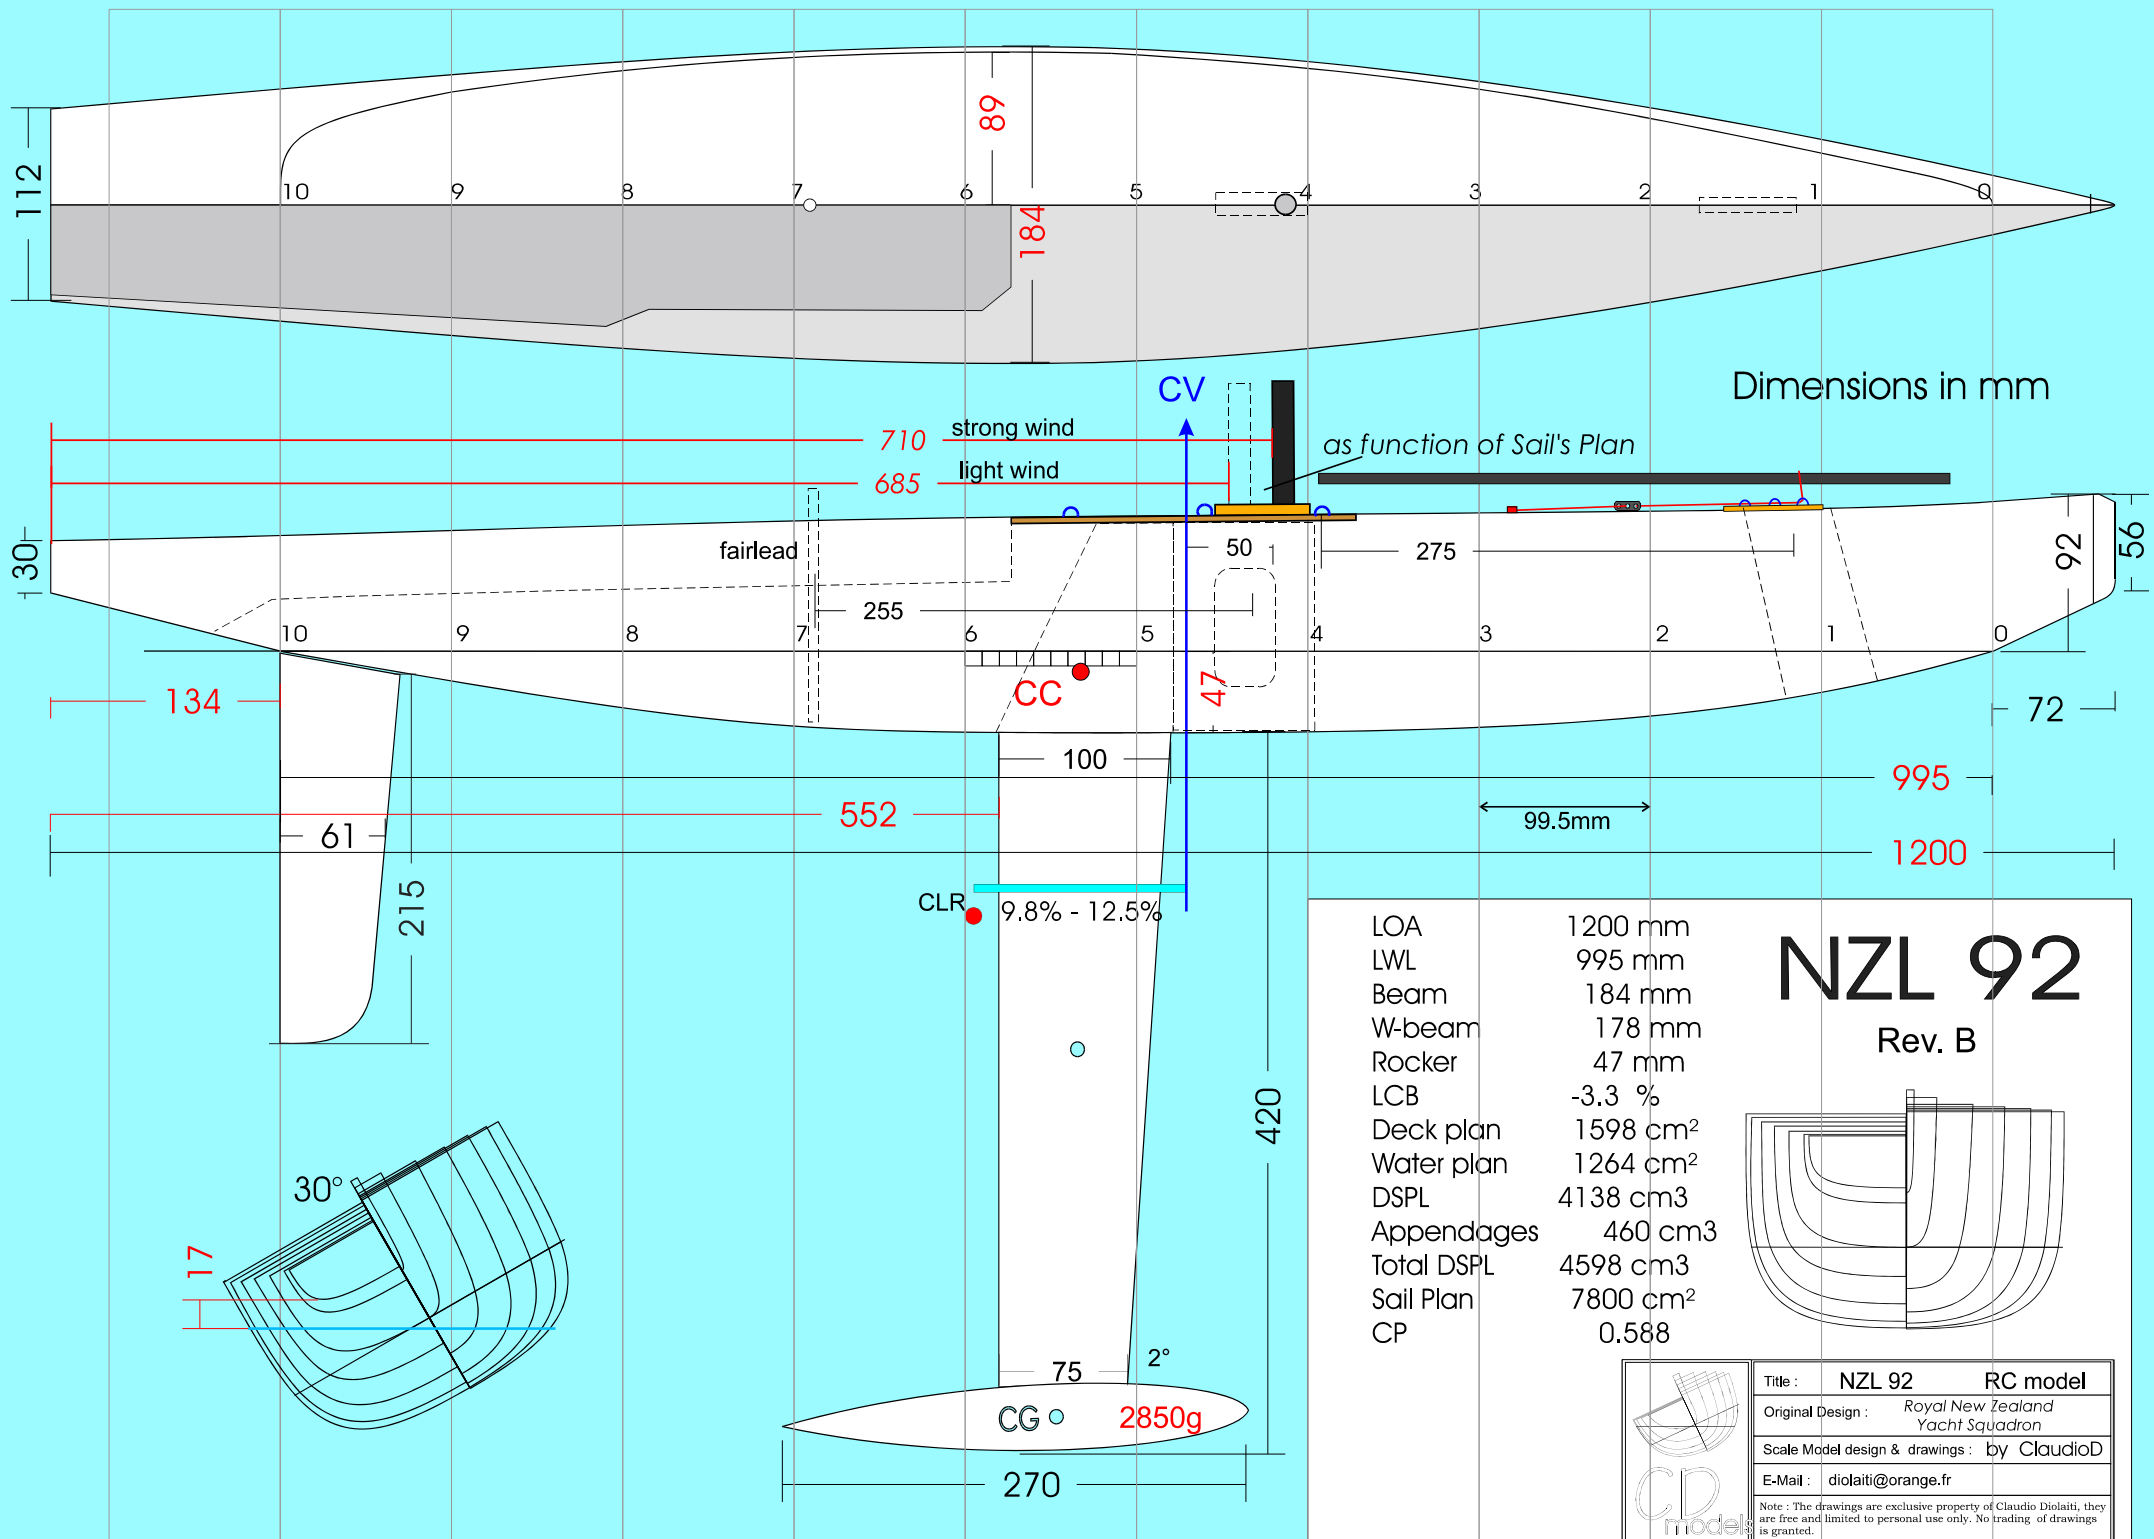 89
112
10 9 8 7 6 5 4 3 2 1 0
184
CV
Dimensions in mm
710 strong wind
as function of Sail's Plan
685 light wind
30
fairlead
50
275
92
56
255
10 9 8 7 6 5 4 3 2 1 0
CC
47
134
72
100
995
552
99.5mm
61
1200
215
CLR
9.8% - 12.5%
420
30°
17
75
2°
CG
2850g
270
NZL 92
Rev. B
LOA 1200 mm
LWL 995 mm
Beam 184 mm
W-beam 178 mm
Rocker 47 mm
LCB -3.3 %
Deck plan 1598 cm²
Water plan 1264 cm²
DSPL 4138 cm3
Appendages 460 cm3
Total DSPL 4598 cm3
Sail Plan 7800 cm²
CP 0.588
CD
models
Title : NZL 92 RC model
Original Design : Royal New Zealand
Yacht Squadron
Scale Model design & drawings : by ClaudioD
E-Mail : diolaiti@orange.fr
Note : The drawings are exclusive property of Claudio Diolaiti, they
are free and limited to personal use only. No trading of drawings
is granted.